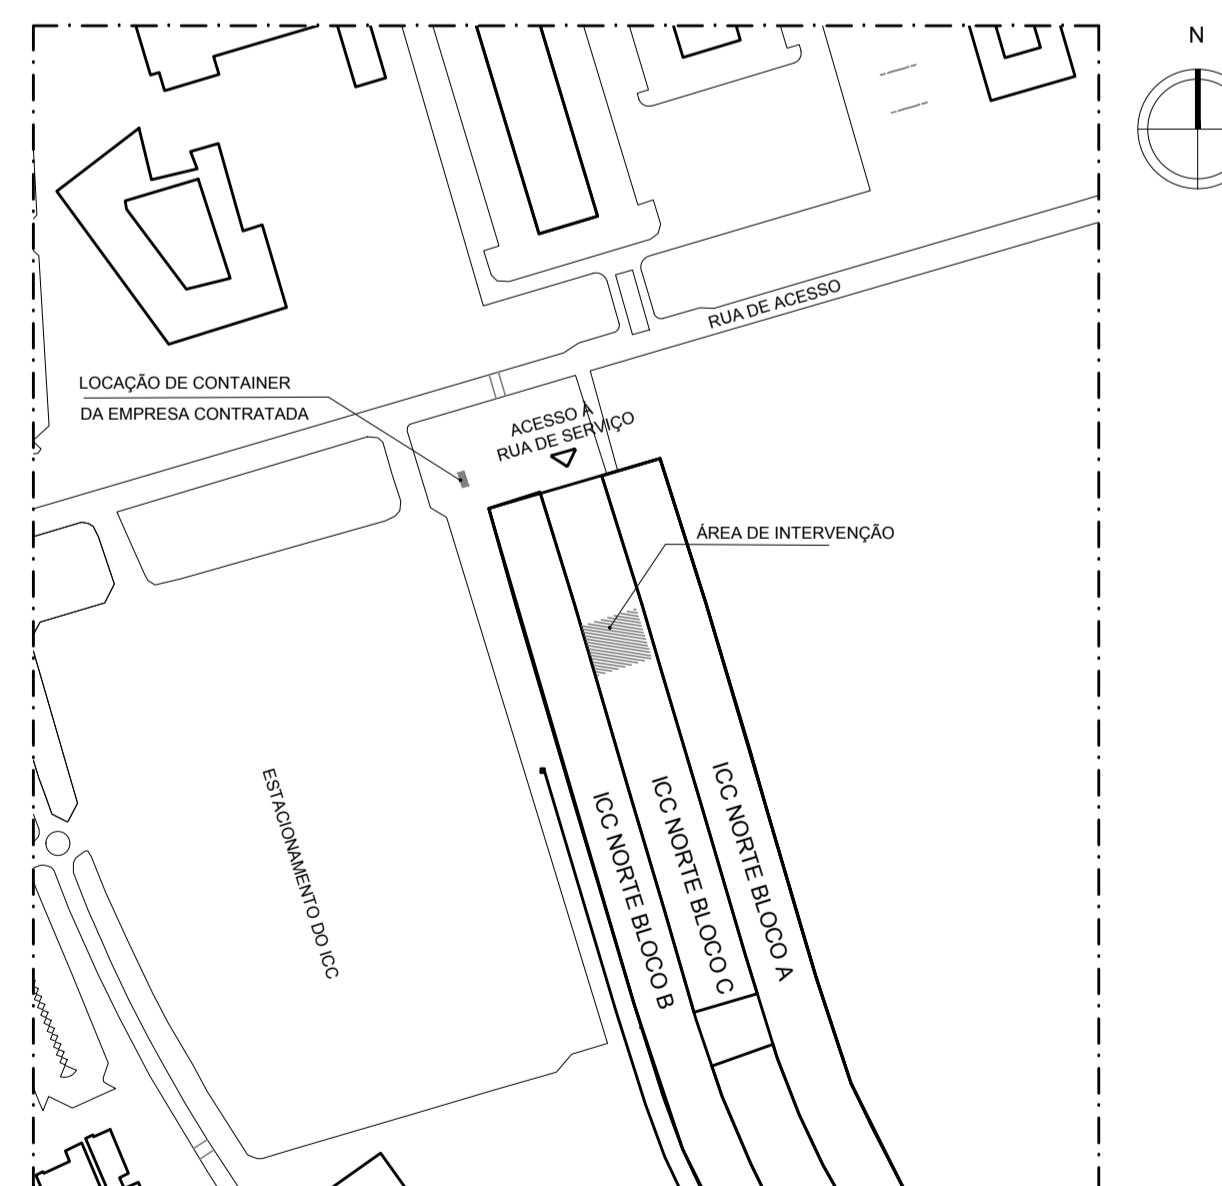 N
RUA DE ACESSO
LOCAÇÃO DE CONTAINER
DA EMPRESA CONTRATADA
ACESSO À
RUA DE SERVIÇO
ÁREA DE INTERVENÇÃO
ESTACIONAMENTO DO ICC
ICC NORTE BLOCO B
ICC NORTE BLOCO C
ICC NORTE BLOCO A